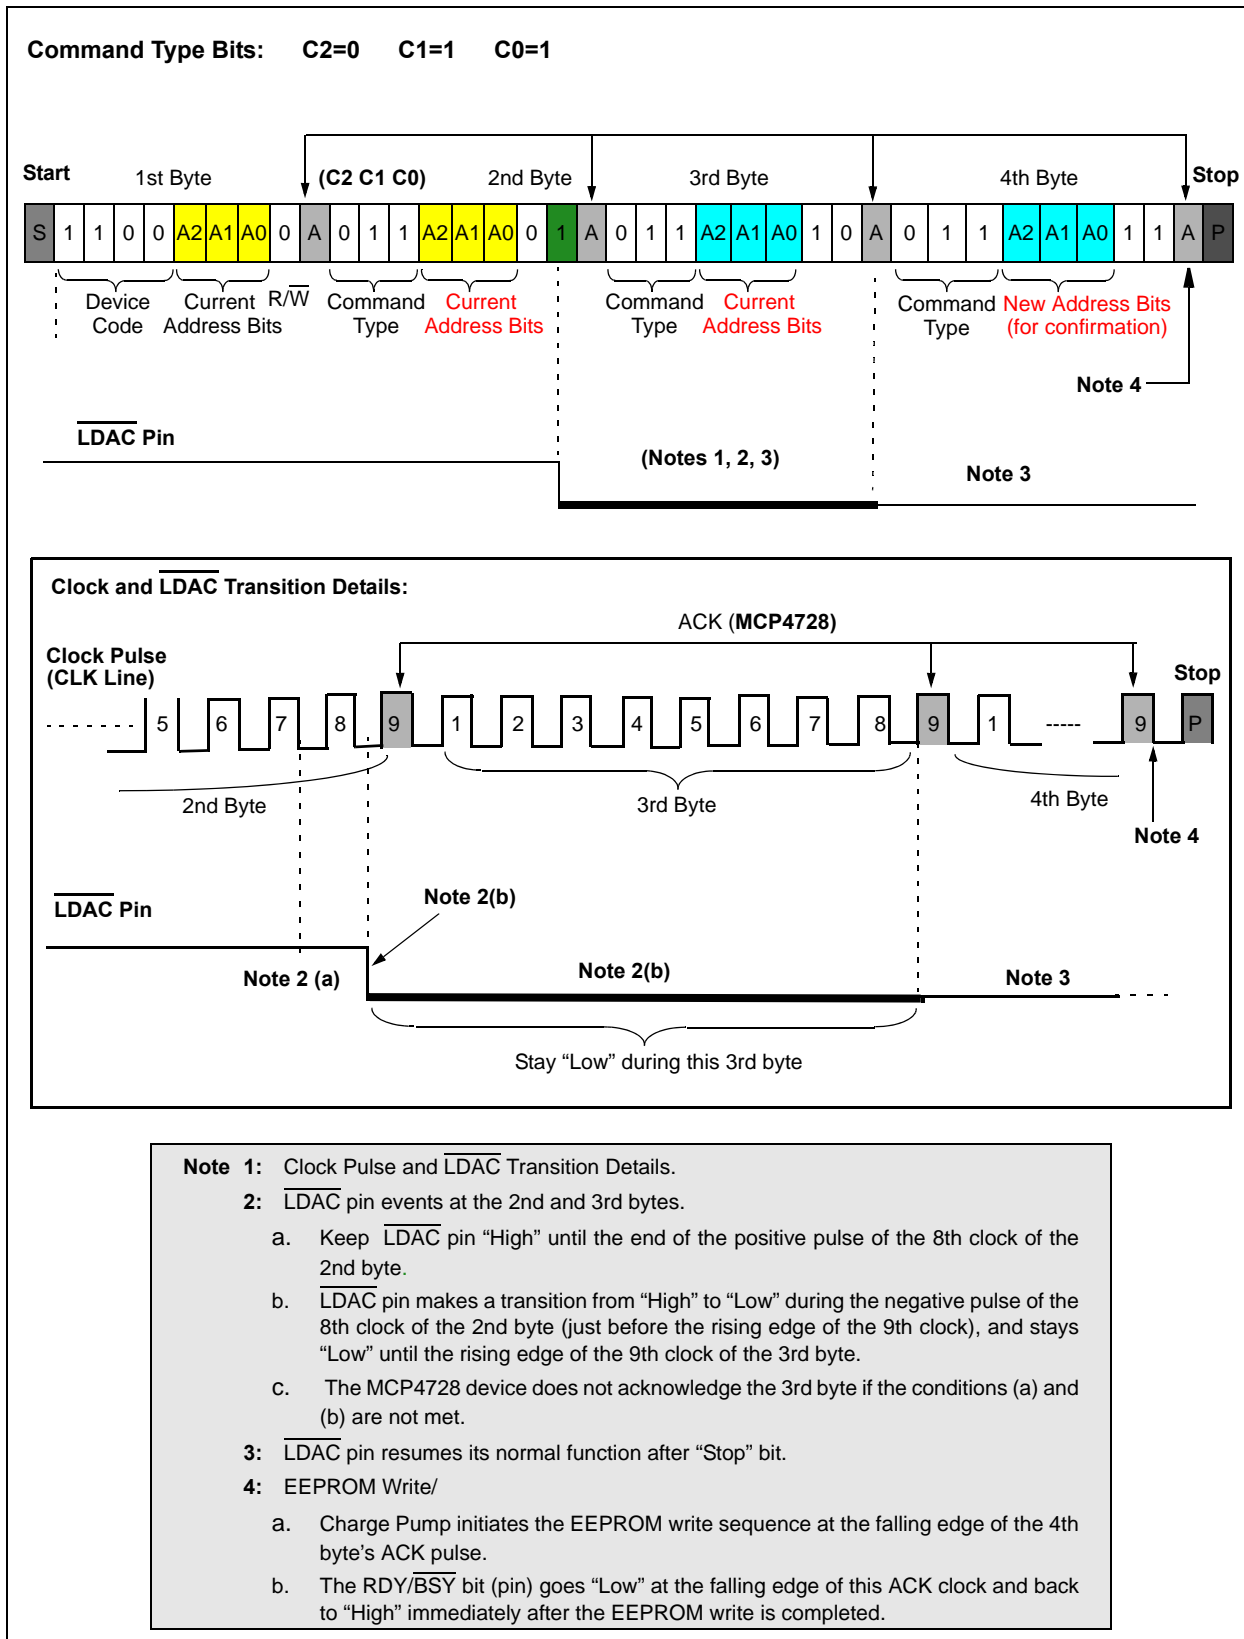 Command Type Bits: C2=0 C1=1 C0=1
Start 1st Byte (C2 C1 C0) 2nd Byte 3rd Byte 4th Byte Stop
S 1 1 0 0 A2 A1 A0 0 A 0 1 1 A2 A1 A0 0 1 A 0 1 1 A2 A1 A0 1 0 A 0 1 1 A2 A1 A0 1 1 A P
Device Code
Current Address Bits
R/W
Command Type
Current Address Bits
Command Type
Current Address Bits
Command Type
New Address Bits (for confirmation)
Note 4
LDAC Pin
(Notes 1, 2, 3)
Note 3
Clock and LDAC Transition Details:
ACK (MCP4728)
Clock Pulse
(CLK Line)
Stop
5 6 7 8 9 1 2 3 4 5 6 7 8 9 1 ----- 9 P
2nd Byte
3rd Byte
4th Byte
Note 4
LDAC Pin
Note 2(b)
Note 2 (a)
Note 2(b)
Note 3
Stay “Low” during this 3rd byte
Note 1: Clock Pulse and LDAC Transition Details.
2: LDAC pin events at the 2nd and 3rd bytes.
a. Keep LDAC pin “High” until the end of the positive pulse of the 8th clock of the
2nd byte.
b. LDAC pin makes a transition from “High” to “Low” during the negative pulse of the
8th clock of the 2nd byte (just before the rising edge of the 9th clock), and stays
“Low” until the rising edge of the 9th clock of the 3rd byte.
c. The MCP4728 device does not acknowledge the 3rd byte if the conditions (a) and
(b) are not met.
3: LDAC pin resumes its normal function after “Stop” bit.
4: EEPROM Write/
a. Charge Pump initiates the EEPROM write sequence at the falling edge of the 4th
byte’s ACK pulse.
b. The RDY/BSY bit (pin) goes “Low” at the falling edge of this ACK clock and back
to “High” immediately after the EEPROM write is completed.